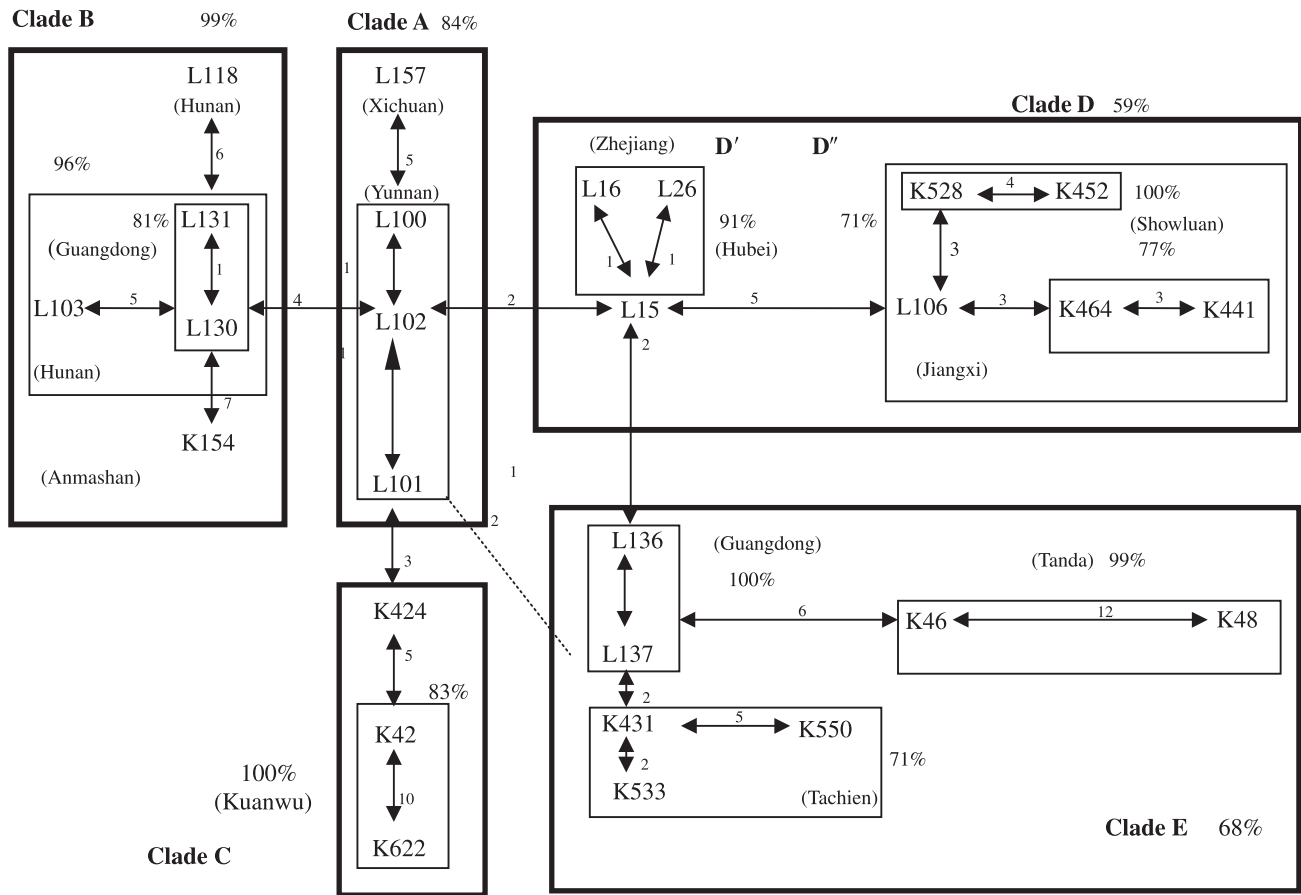 Clade B 99%
L118
(Hunan)
6
96%
81%
L131
(Guangdong)
1
L103
5
L130
(Hunan)
7
K154
(Anmashan)
4
Clade A 84%
L157
(Xichuan)
5
(Yunnan)
L100
1
L102
1
L101
2
3
1
2
Clade D 59%
(Zhejiang)
D′ D″
L16 L26
91%
(Hubei)
1 1
L15
5
2
71%
K528 4 K452
100%
(Showluan)
77%
3
L106 3 K464 3 K441
(Jiangxi)
K424
5
83%
K42
10
K622
100%
(Kuanwu)
Clade C
L136
(Guangdong)
100%
(Tanda) 99%
L137
6
K46 12 K48
2
K431 5 K550
2
K533
(Tachien)
71%
Clade E 68%